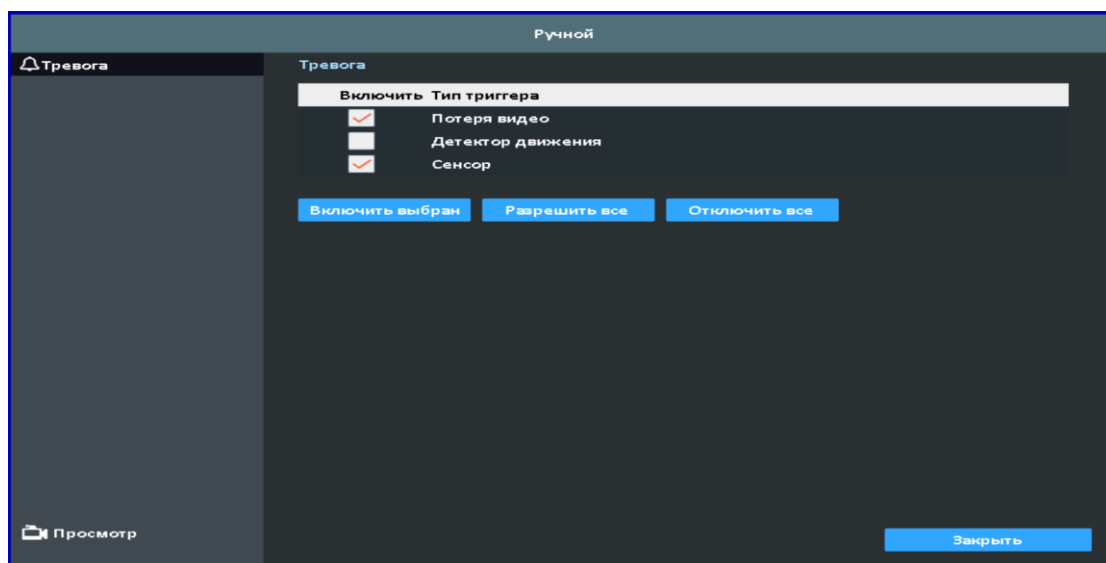 Ручной
Тревога
Тревога
Включить Тип триггера
Потеря видео
Детектор движения
Сенсор
Включить выбран Разрешить все Отключить все
Просмотр
Закрыть